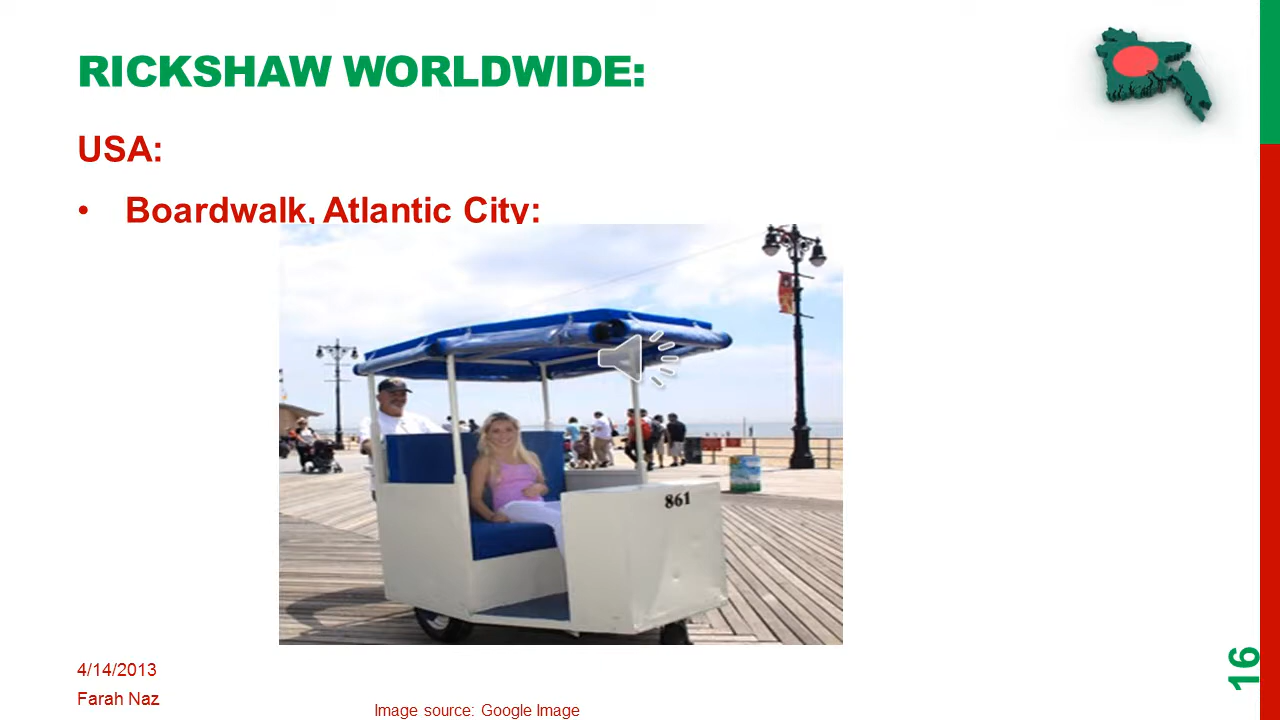 RICKSHAW WORLDWIDE:
USA:
• Boardwalk, Atlantic City:
861
4/14/2013
Farah Naz
Image source: Google Image
16